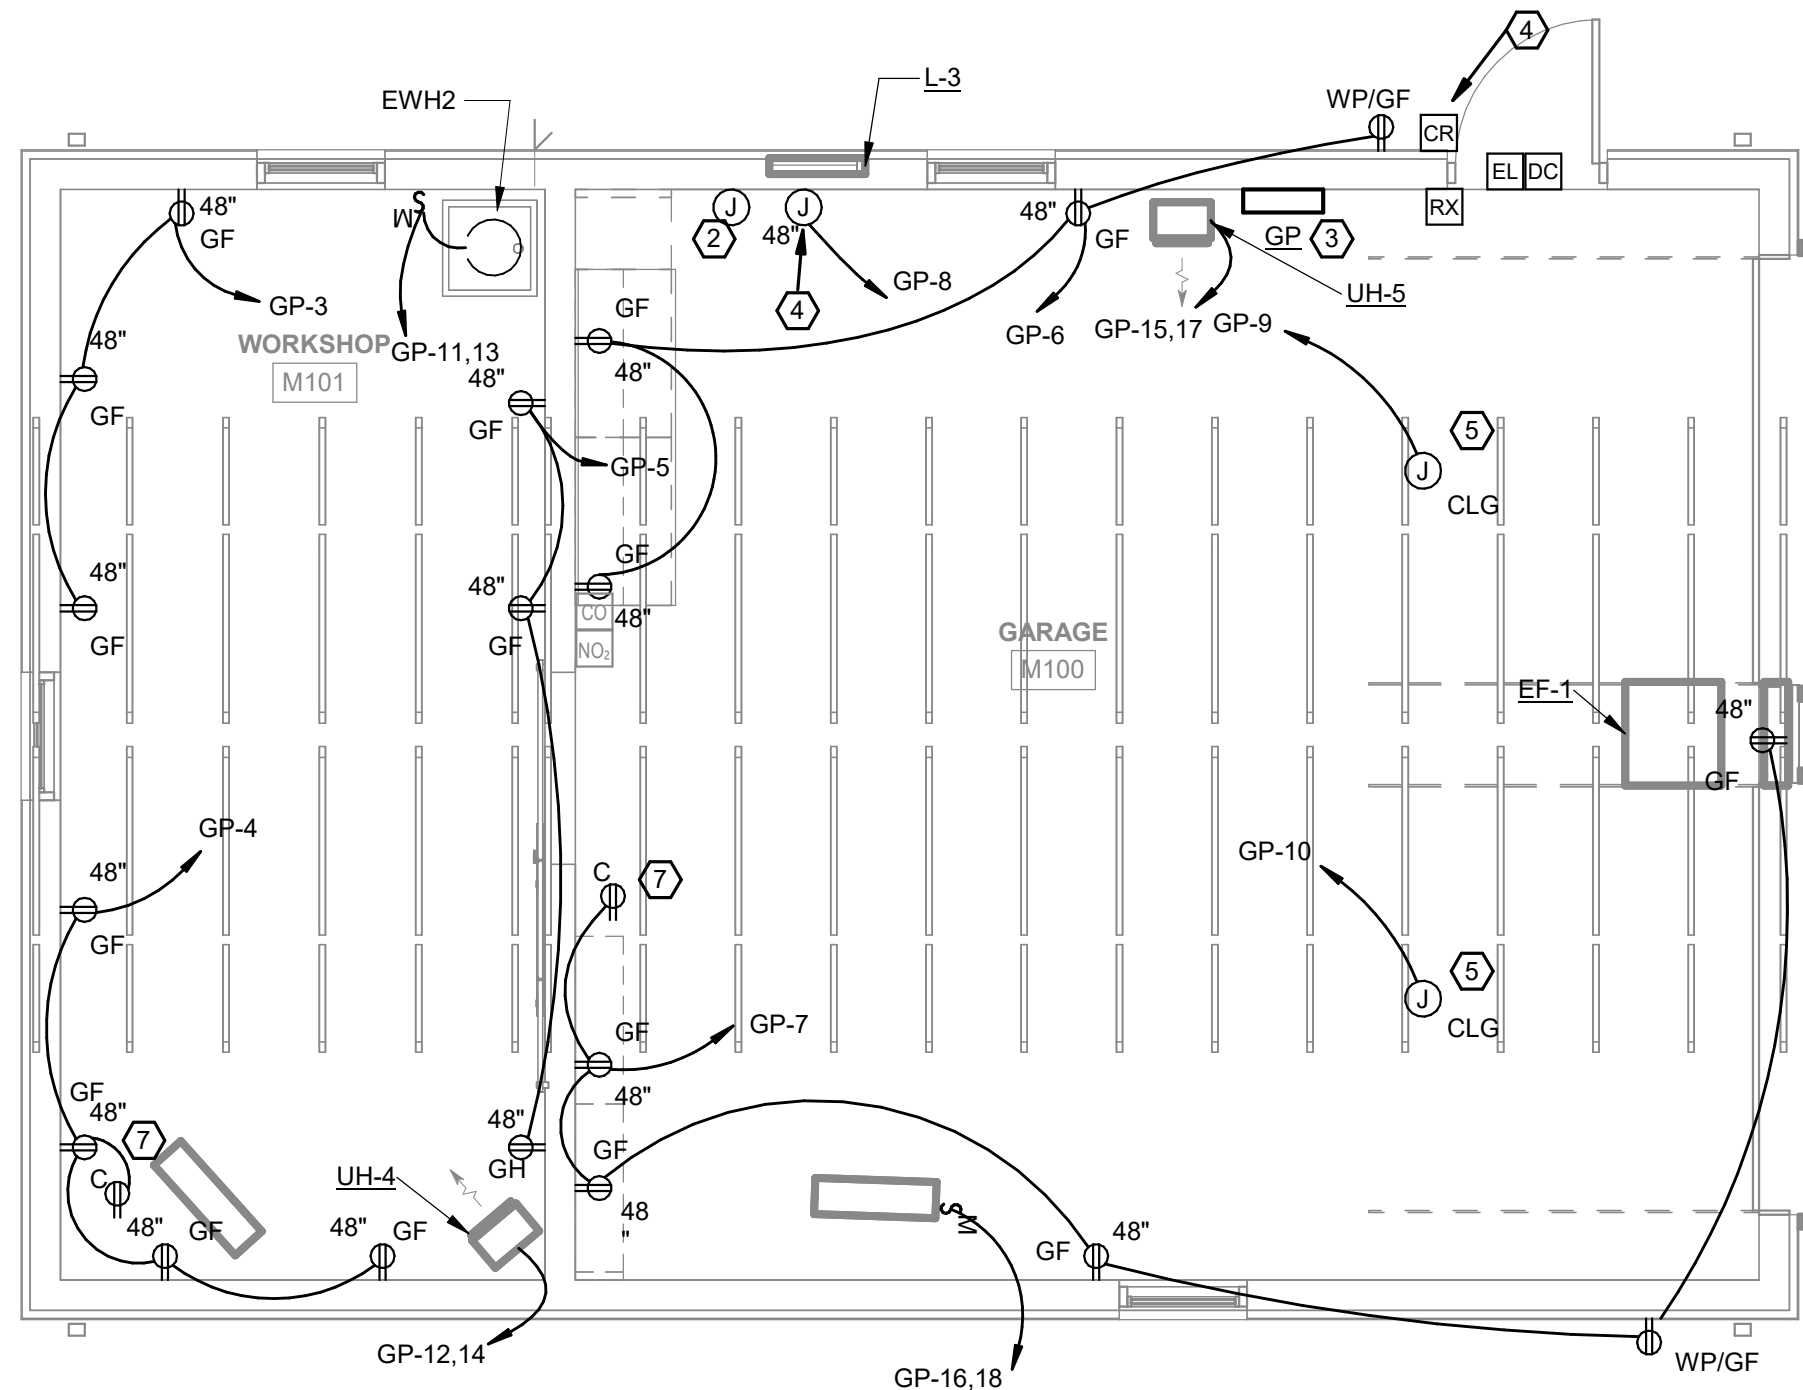 4
L-3
EWH2
WP/GF
CR
EL DC
RX
48"
GF
S
M
J
J
2
48"
48"
GF
GP
3
GP-3
GP-8
4
UH-5
GF
GP-6
GP-15,17
GP-9
48"
WORKSHOP
M101
GP-11,13
48"
48"
GF
GF
5
GP-5
J
CLG
48"
GF
48"
GF
GF
CO
48"
NO₂
GARAGE
M100
EF-1
48"
GF
GP-4
48"
GF
C
7
GP-10
5
J
CLG
GF
GP-7
48"
GF
48"
7
C
48"
GH
GF
48
"
UH-4
48"
GF
48"
GF
S
M
48"
GF
GP-12,14
GP-16,18
WP/GF